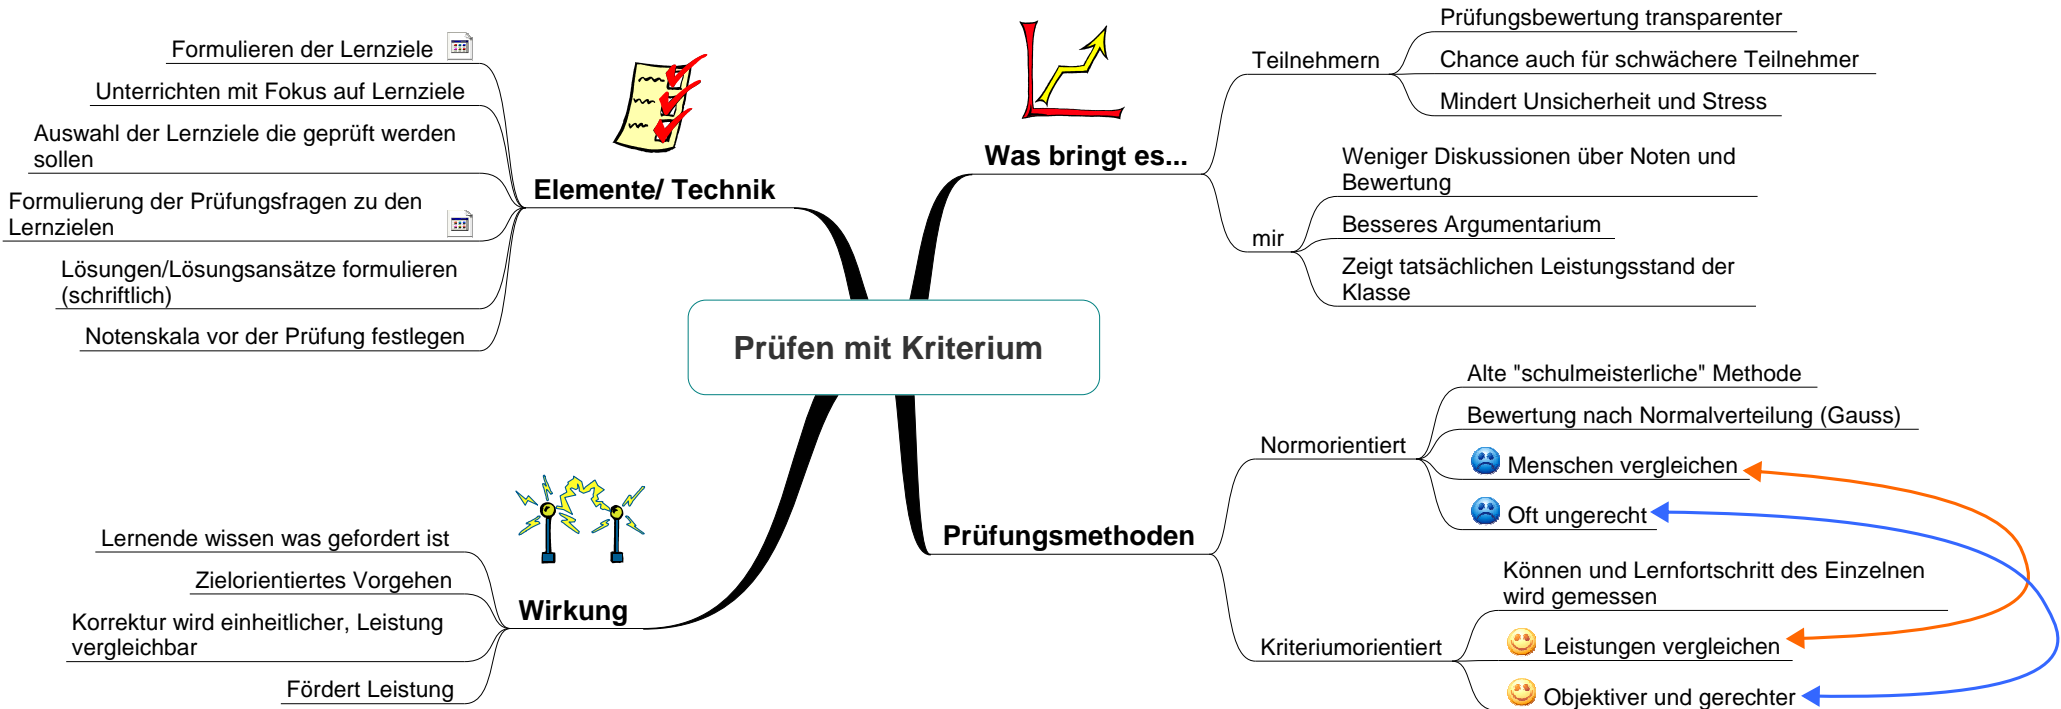 Prüfen mit Kriterium
Was bringt es...
Teilnehmern
Prüfungsbewertung transparenter
Chance auch für schwächere Teilnehmer
Mindert Unsicherheit und Stress
mir
Weniger Diskussionen über Noten und
Bewertung
Besseres Argumentarium
Zeigt tatsächlichen Leistungsstand der
Klasse
Prüfungsmethoden
Normorientiert
Alte "schulmeisterliche" Methode
Bewertung nach Normalverteilung (Gauss)
Menschen vergleichen
Oft ungerecht
Kriteriumorientiert
Können und Lernfortschritt des Einzelnen
wird gemessen
Leistungen vergleichen
Objektiver und gerechter
Wirkung
Lernende wissen was gefordert ist
Zielorientiertes Vorgehen
Korrektur wird einheitlicher, Leistung
vergleichbar
Fördert Leistung
Elemente/ Technik
Formulieren der Lernziele
Unterrichten mit Fokus auf Lernziele
Auswahl der Lernziele die geprüft werden
sollen
Formulierung der Prüfungsfragen zu den
Lernzielen
Lösungen/Lösungsansätze formulieren
(schriftlich)
Notenskala vor der Prüfung festlegen